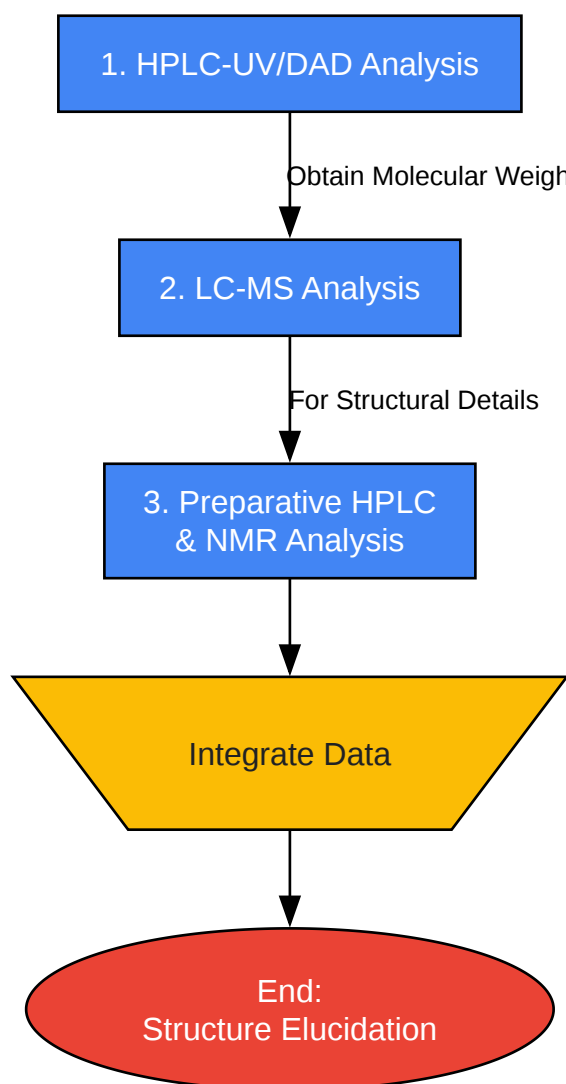 1. HPLC-UV/DAD Analysis
Obtain Molecular Weigh
2. LC-MS Analysis
For Structural Details
3. Preparative HPLC
& NMR Analysis
Integrate Data
End:
Structure Elucidation